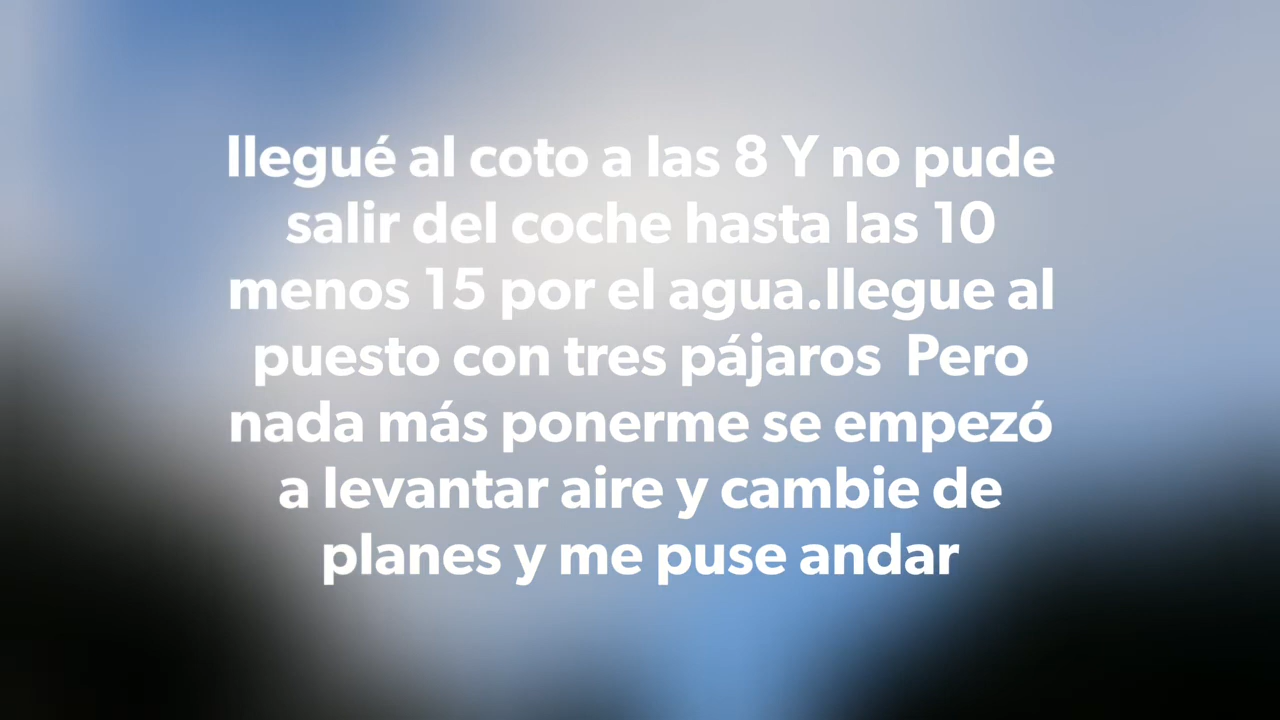 llegué al coto a las 8 Y no pude
salir del coche hasta las 10
menos 15 por el agua.llegue al
puesto con tres pájaros  Pero
nada más ponerme se empezó
a levantar aire y cambie de
planes y me puse andar